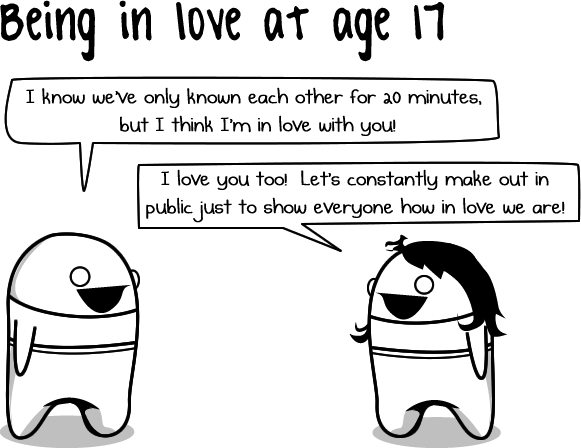 Being in love at age 17
I know we've only known each other for 20 minutes,
but I think I'm in love with you!
I love you too! Let's constantly make out in
public just to show everyone how in love we are!